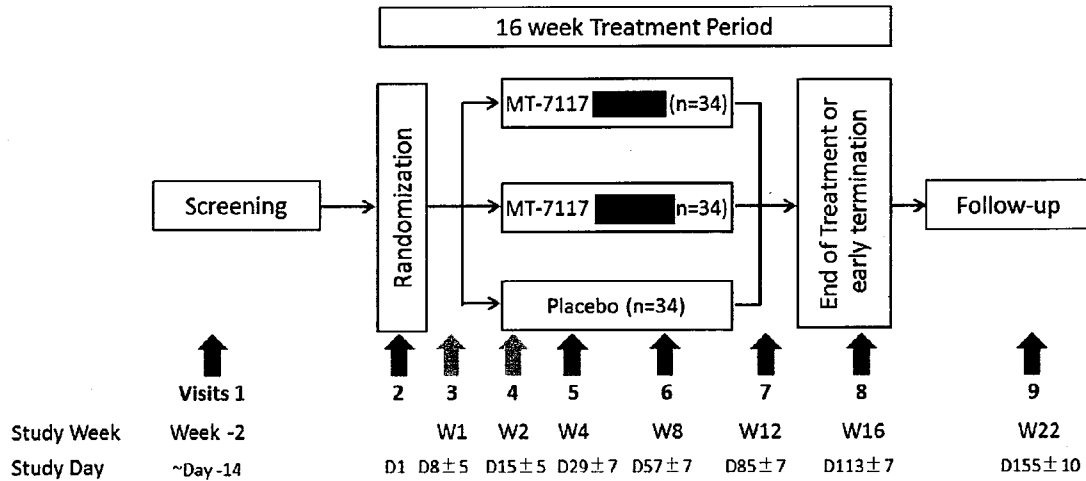 16 week Treatment Period
MT-7117 (n=34)
Screening
Randomization
MT-7117 n=34)
End of Treatment or
early termination
Follow-up
Placebo (n=34)
Visits 1 2 3 4 5 6 7 8 9
Study Week Week -2 W1 W2 W4 W8 W12 W16 W22
Study Day ~Day -14 D1 D8±5 D15±5 D29±7 D57±7 D85±7 D113±7 D155±10